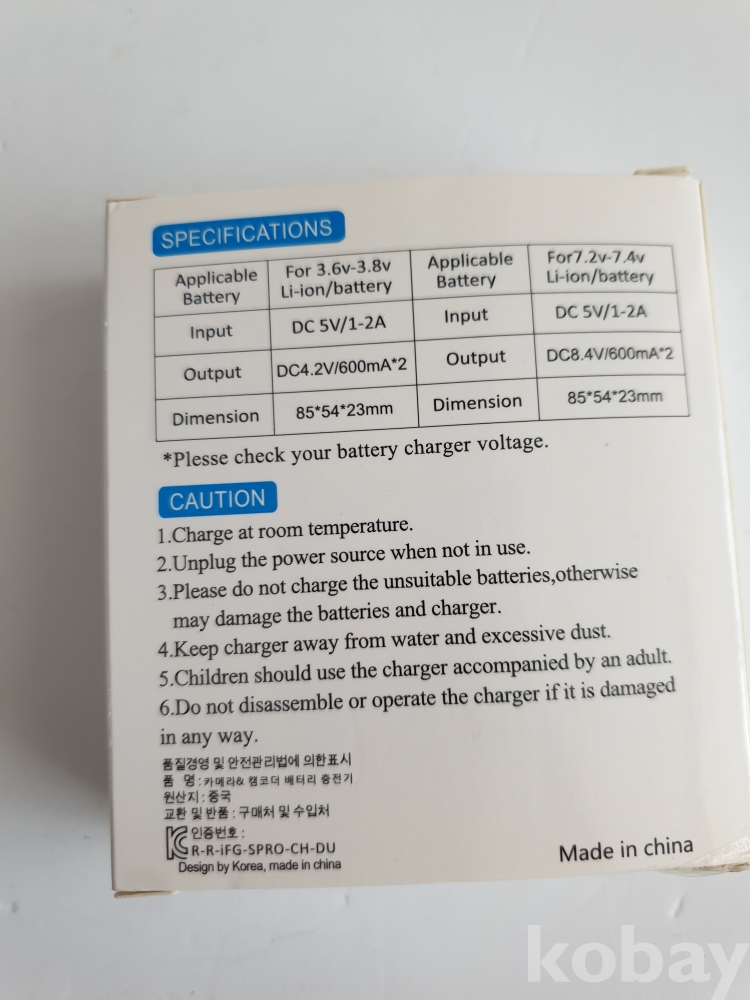 SPECIFICATIONS
Applicable Battery For 3.6v-3.8v Li-ion/battery Applicable Battery For7.2v-7.4v Li-ion/battery
Input DC 5V/1-2A Input DC 5V/1-2A
Output DC4.2V/600mA*2 Output DC8.4V/600mA*2
Dimension 85*54*23mm Dimension 85*54*23mm
*Plesse check your battery charger voltage.
CAUTION
1.Charge at room temperature.
2.Unplug the power source when not in use.
3.Please do not charge the unsuitable batteries,otherwise
may damage the batteries and charger.
4.Keep charger away from water and excessive dust.
5.Children should use the charger accompanied by an adult.
6.Do not disassemble or operate the charger if it is damaged
in any way.
품질경영 및 안전관리법에 의한표시
품 명 : 카메라& 캠코더 배터리 충전기
원산지 : 중국
교환 및 반품 : 구매처 및 수입처
인증번호 :
R-R-iFG-SPRO-CH-DU
Design by Korea, made in china
Made in china
kobay